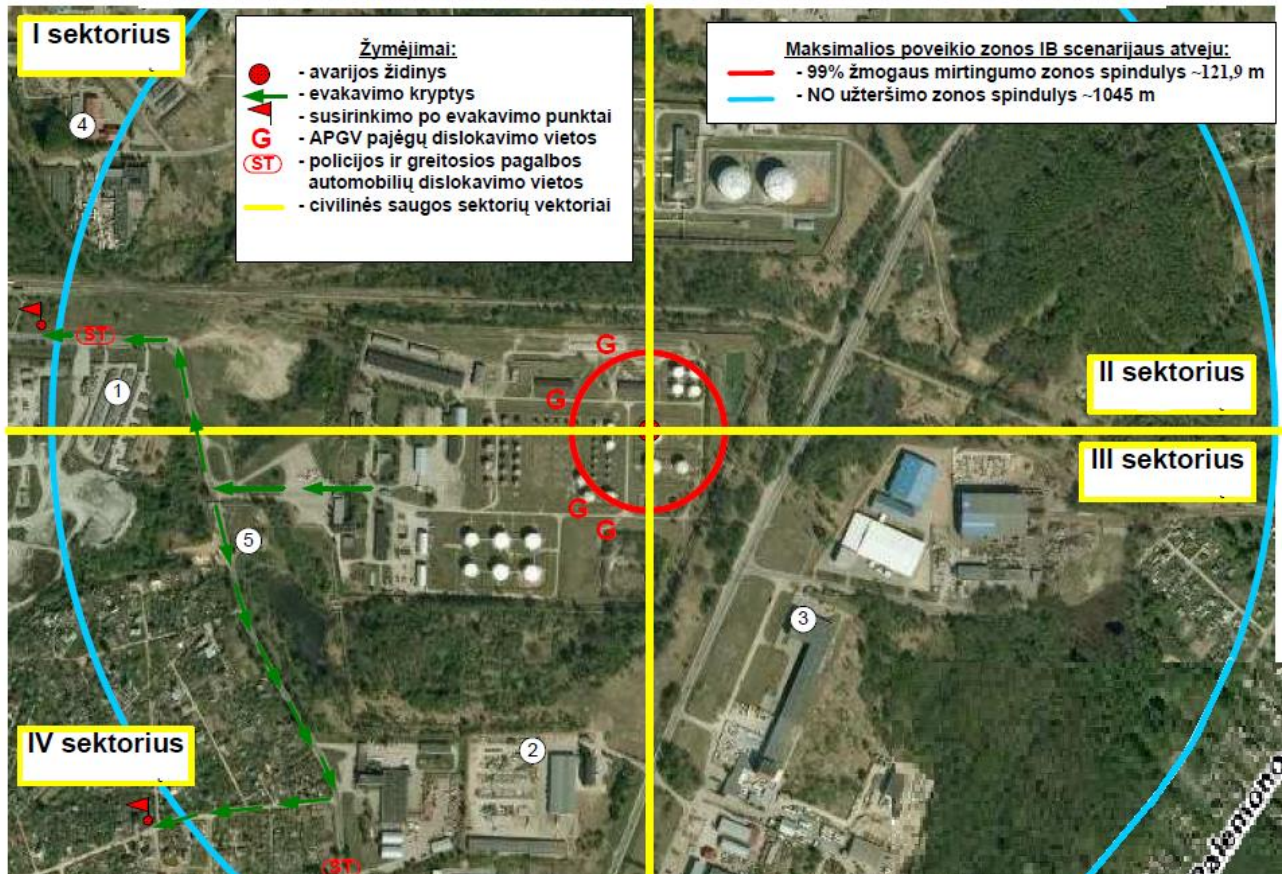 I sektorius
Žymėjimai:
- avarijos židinys
- evakavimo kryptys
- susirinkimo po evakavimo punktai
G - APGV pajėgų dislokavimo vietos
ST - policijos ir greitosios pagalbos
automobilių dislokavimo vietos
- civilinės saugos sektorių vektoriai
Maksimalios poveikio zonos IB scenarijaus atveju:
- 99% žmogaus mirtingumo zonos spindulys ~121,9 m
- NO užteršimo zonos spindulys ~1045 m
4
ST
G
1
II sektorius
G
III sektorius
G
G
5
3
IV sektorius
2
ST